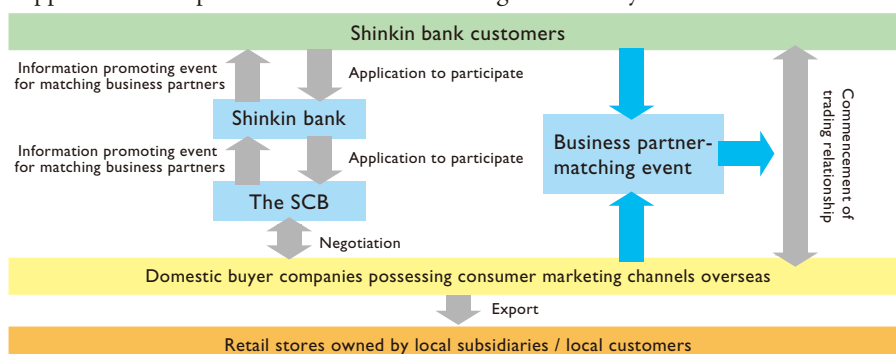 Shinkin bank customers
Information promoting event
for matching business partners
Application to participate
Shinkin bank
Information promoting event
for matching business partners
Application to participate
The SCB
Negotiation
Business partner-
matching event
Commencement of
trading relationship
Domestic buyer companies possessing consumer marketing channels overseas
Export
Retail stores owned by local subsidiaries / local customers